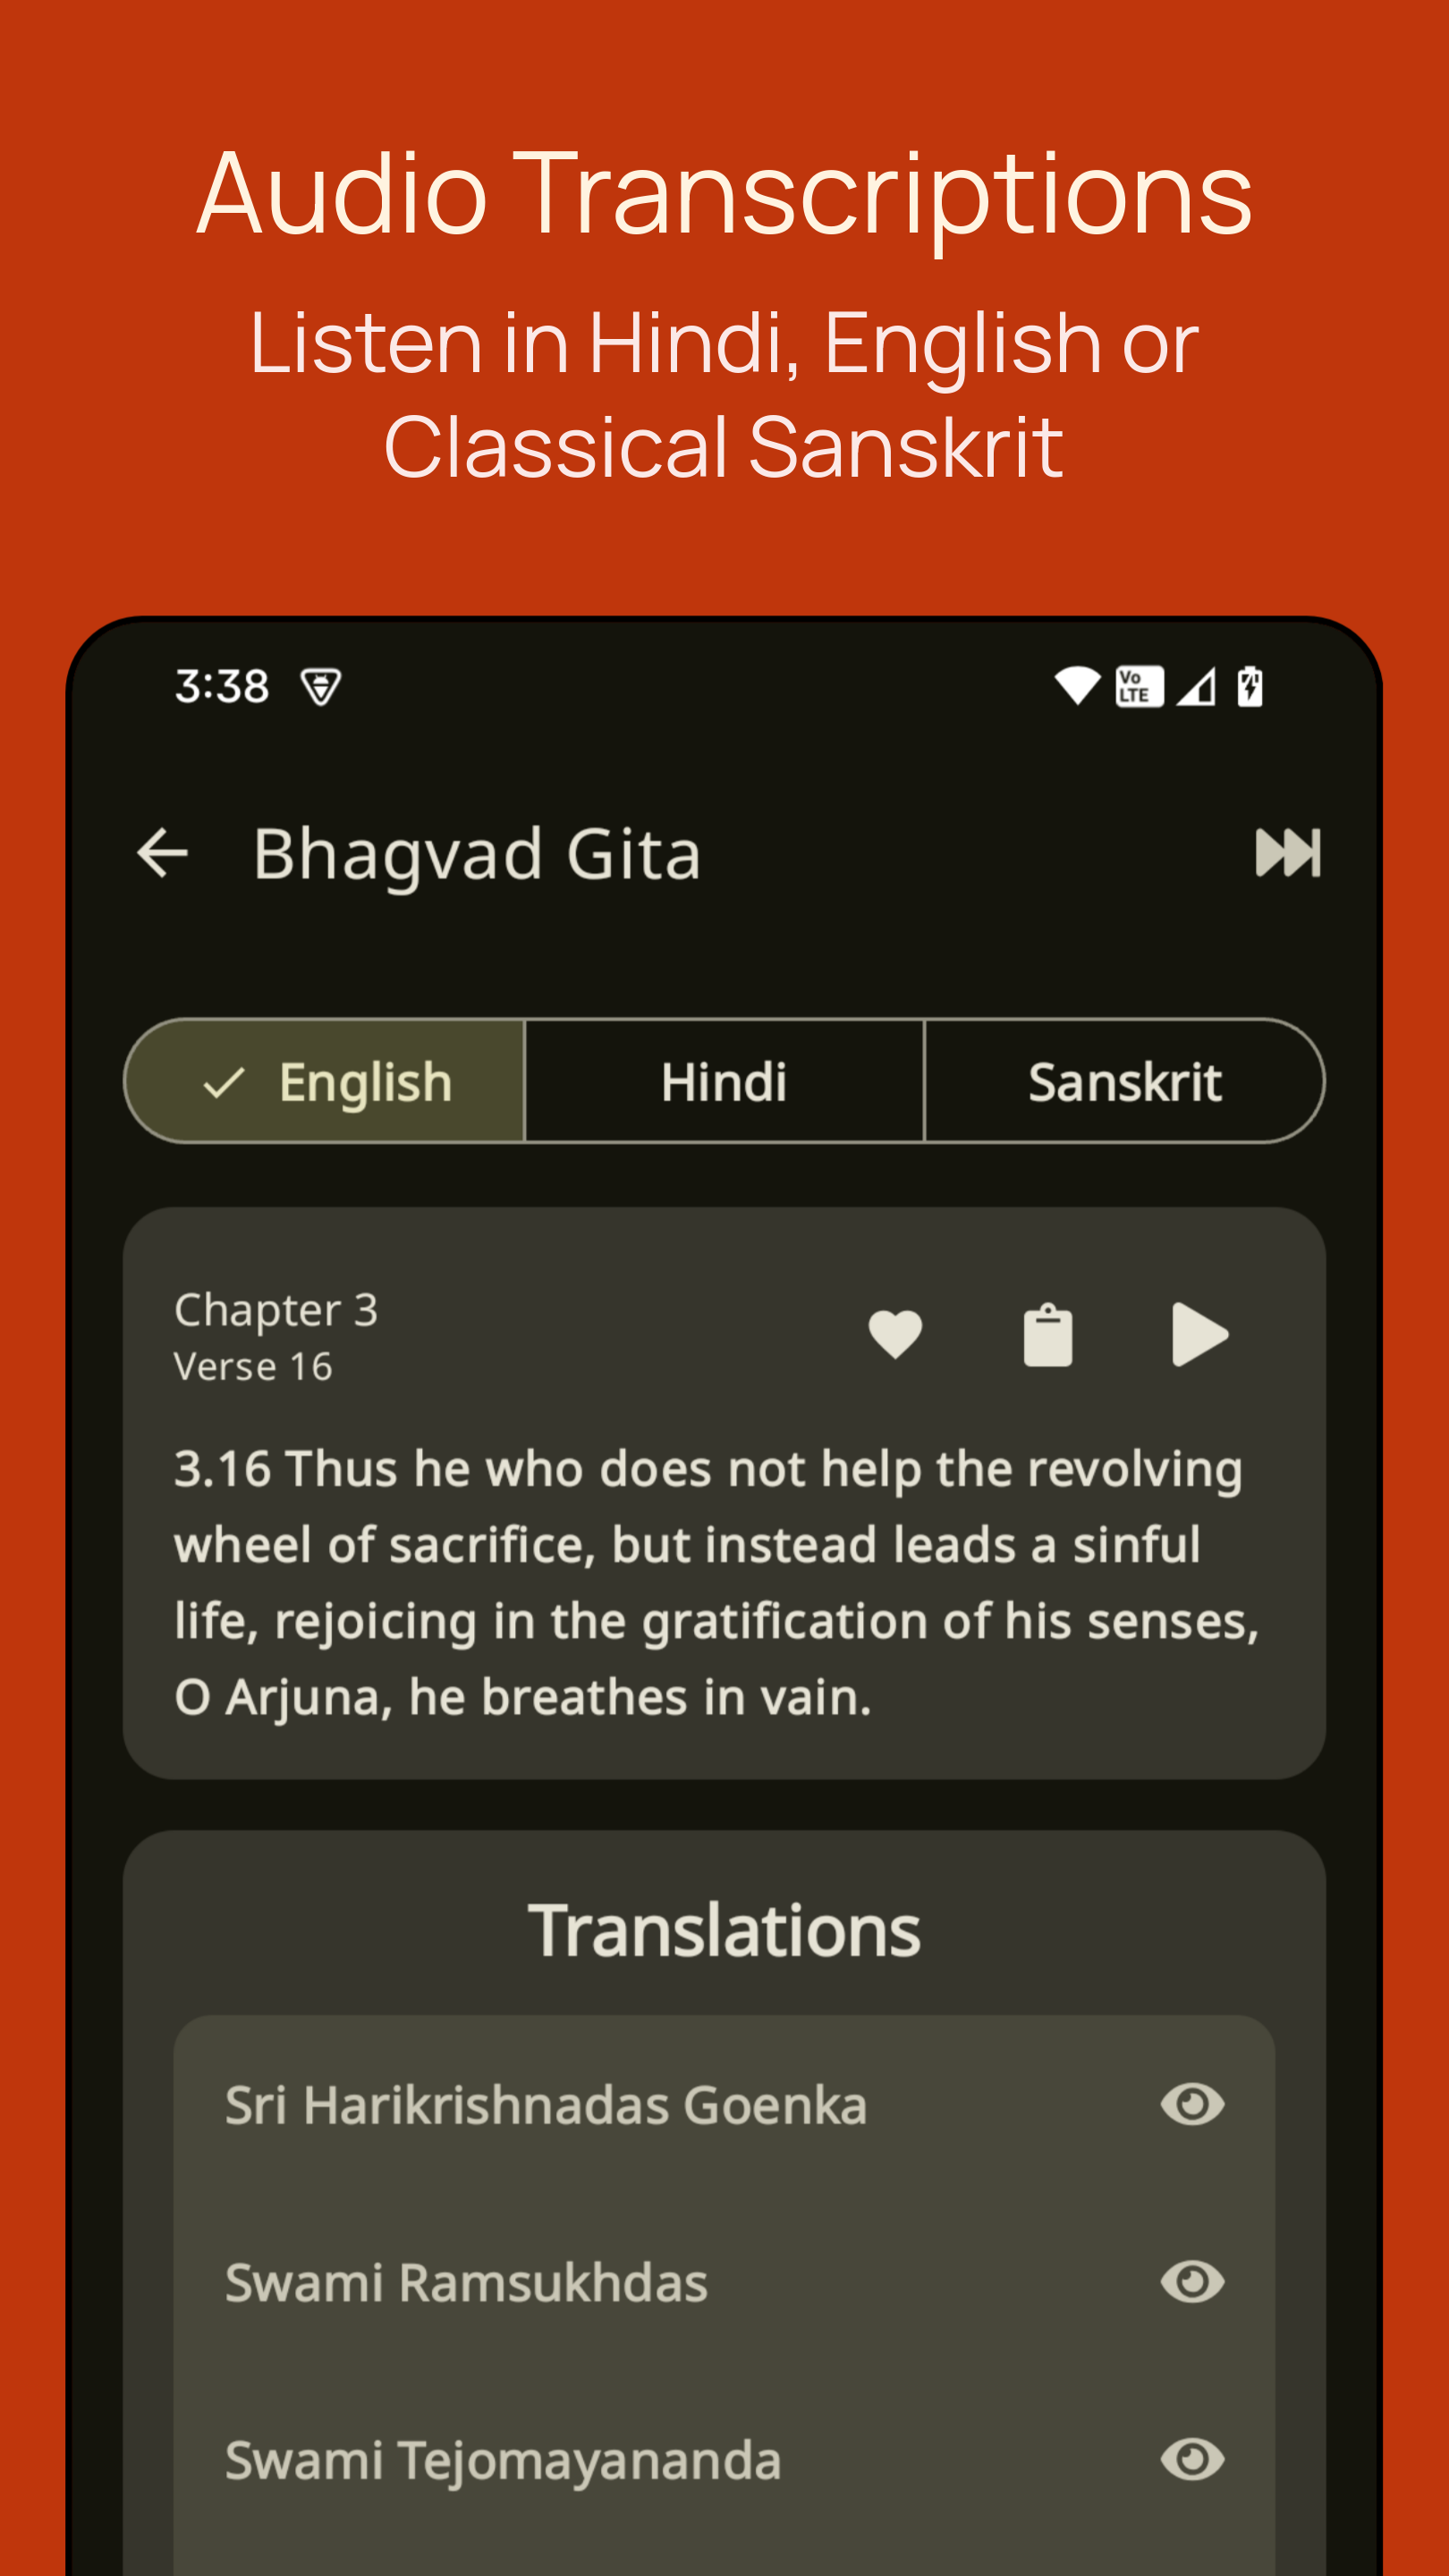 Audio Transcriptions
Listen in Hindi, English or
Classical Sanskrit
3:38
Vo
LTE
Bhagvad Gita
English
Hindi
Sanskrit
Chapter 3
Verse 16
3.16 Thus he who does not help the revolving
wheel of sacrifice, but instead leads a sinful
life, rejoicing in the gratification of his senses,
O Arjuna, he breathes in vain.
Translations
Sri Harikrishnadas Goenka
Swami Ramsukhdas
Swami Tejomayananda